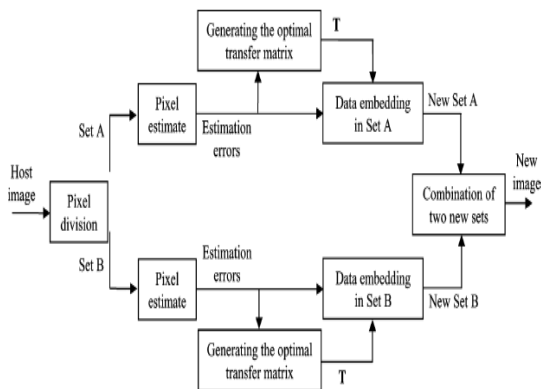 Generating the optimal
transfer matrix
T
Pixel
estimate
Set A
Estimation
errors
Data embedding
in Set A
New Set A
Host
image
Pixel
division
Combination of
two new sets
New
image
Set B
Pixel
estimate
Estimation
errors
Data embedding
in Set B
New Set B
Generating the optimal
transfer matrix
T